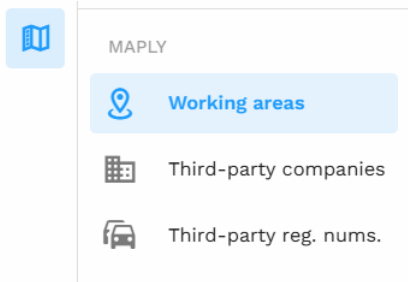 MAPLY
Working areas
Third-party companies
Third-party reg. nums.